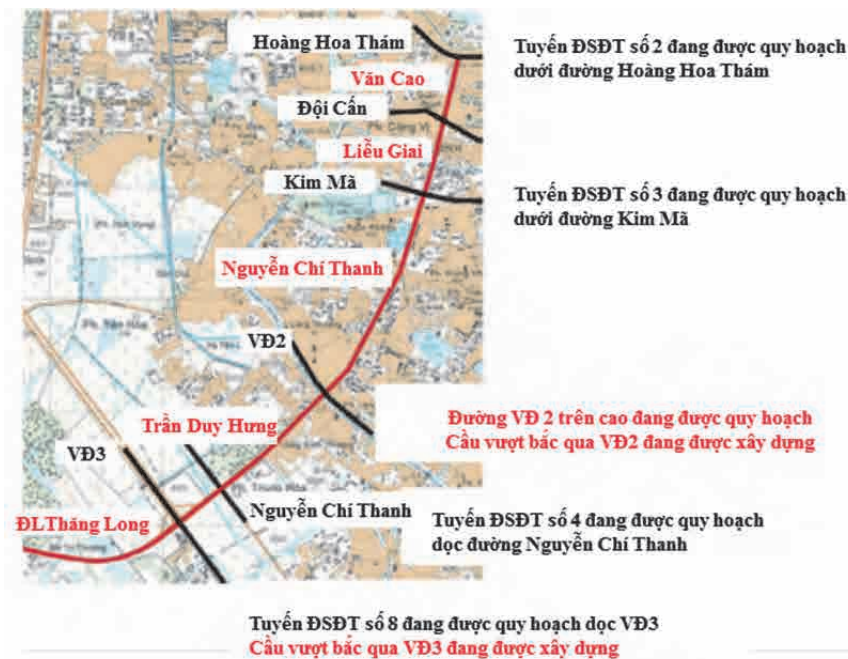 Hoàng Hoa Thám
Tuyến ĐSĐT số 2 đang được quy hoạch
dưới đường Hoàng Hoa Thám
Văn Cao
Đội Cấn
Liễu Giai
Kim Mã
Tuyến ĐSĐT số 3 đang được quy hoạch
dưới đường Kim Mã
Nguyễn Chí Thanh
VĐ2
Đường VĐ 2 trên cao đang được quy hoạch
Cầu vượt bắc qua VĐ2 đang được xây dựng
Trần Duy Hưng
VĐ3
Nguyễn Chí Thanh
ĐLThăng Long
Tuyến ĐSĐT số 4 đang được quy hoạch
dọc đường Nguyễn Chí Thanh
Tuyến ĐSĐT số 8 đang được quy hoạch dọc VĐ3
Cầu vượt bắc qua VĐ3 đang được xây dựng